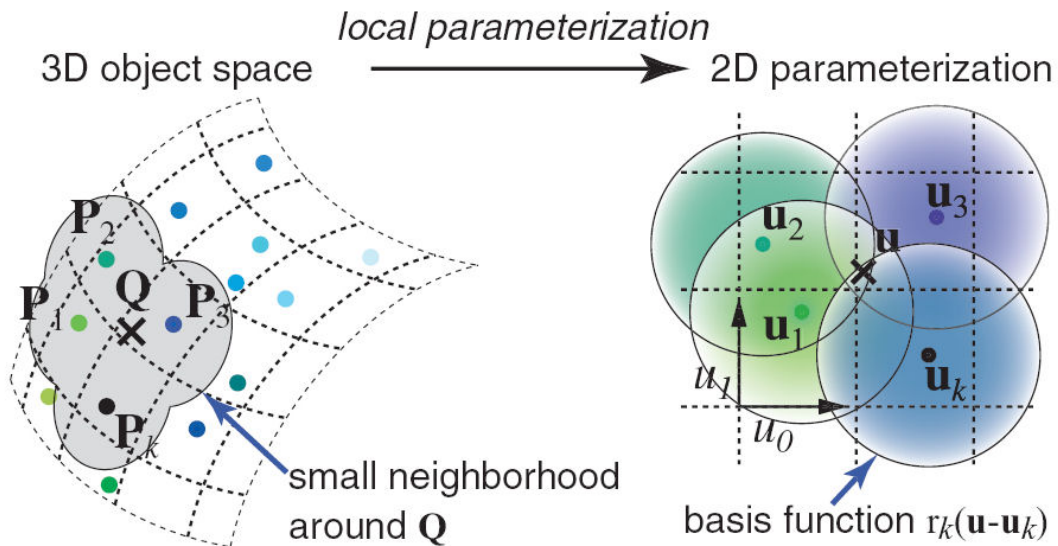 local parameterization
3D object space
2D parameterization
P2
Q
P1
P3
Pk
small neighborhood
around Q
u3
u2
u
u1
uk
u1
u0
basis function rk(u-uk)